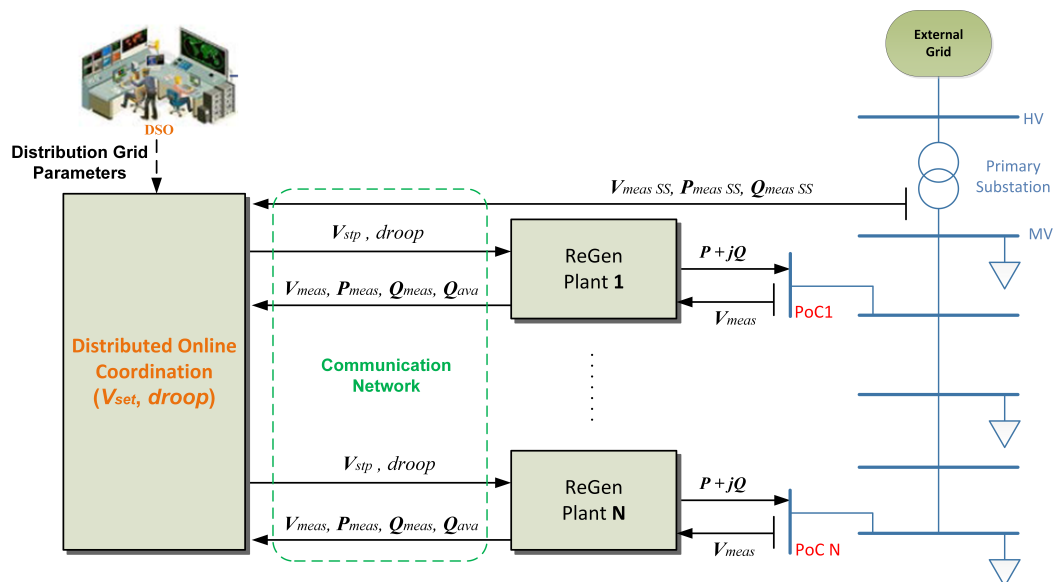 External
Grid
HV
DSO
Distribution Grid
Parameters
Primary
Substation
Vmeas SS, Pmeas SS, Qmeas SS
MV
Vstp , droop
ReGen
Plant 1
P + jQ
Vmeas, Pmeas, Qmeas, Qava
Vmeas
PoC1
Distributed Online
Coordination
(Vset, droop)
Communication
Network
Vstp , droop
ReGen
Plant N
P + jQ
Vmeas, Pmeas, Qmeas, Qava
Vmeas
PoC N